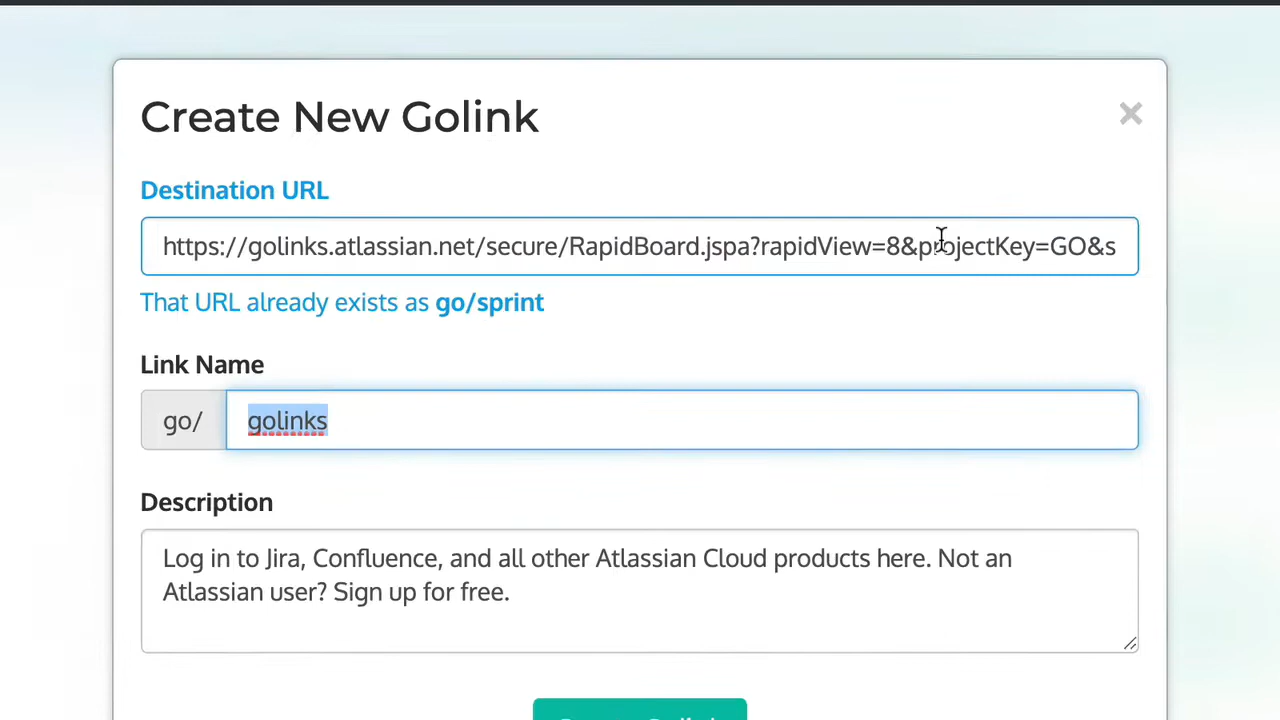 Create New Golink
×
Destination URL
https://golinks.atlassian.net/secure/RapidBoard.jspa?rapidView=8&projectKey=GO&s
That URL already exists as go/sprint
Link Name
go/ golinks
Description
Log in to Jira, Confluence, and all other Atlassian Cloud products here. Not an
Atlassian user? Sign up for free.